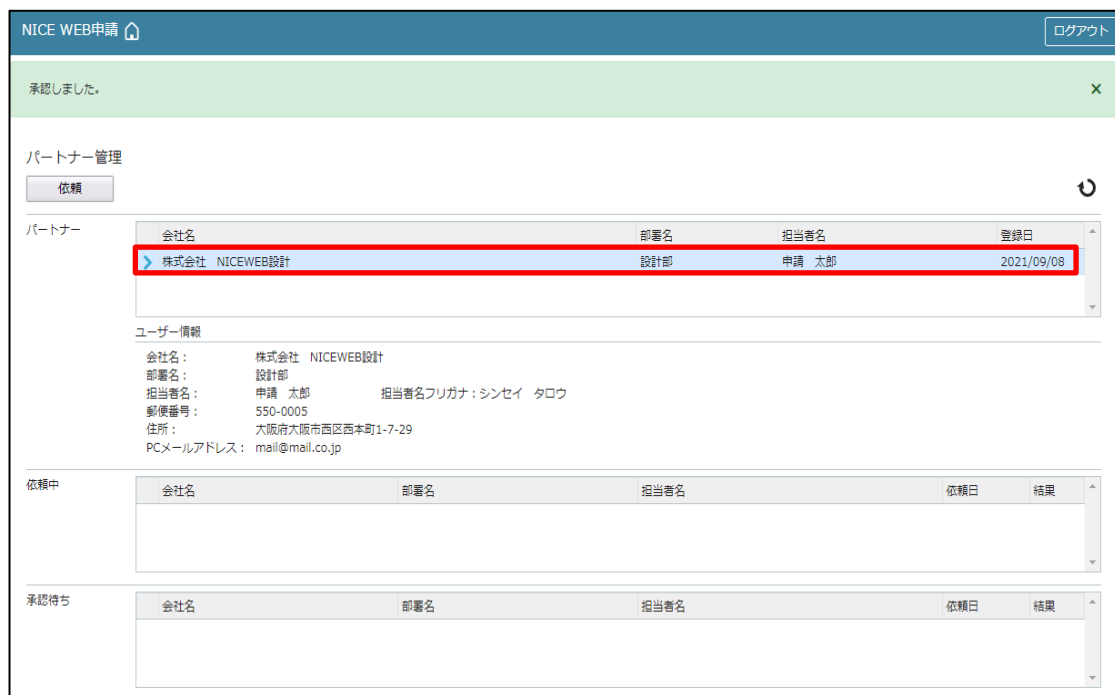 NICE WEB申請 ログアウト
承認しました。 ×
パートナー管理
依頼
パートナー
会社名 部署名 担当者名 登録日
株式会社　NICEWEB設計 設計部 申請　太郎 2021/09/08
ユーザー情報
会社名： 株式会社　NICEWEB設計
部署名： 設計部
担当者名： 申請　太郎 担当者名フリガナ：シンセイ　タロウ
郵便番号： 550-0005
住所： 大阪府大阪市西区西本町1-7-29
PCメールアドレス： mail@mail.co.jp
依頼中
会社名 部署名 担当者名 依頼日 結果
承認待ち
会社名 部署名 担当者名 依頼日 結果